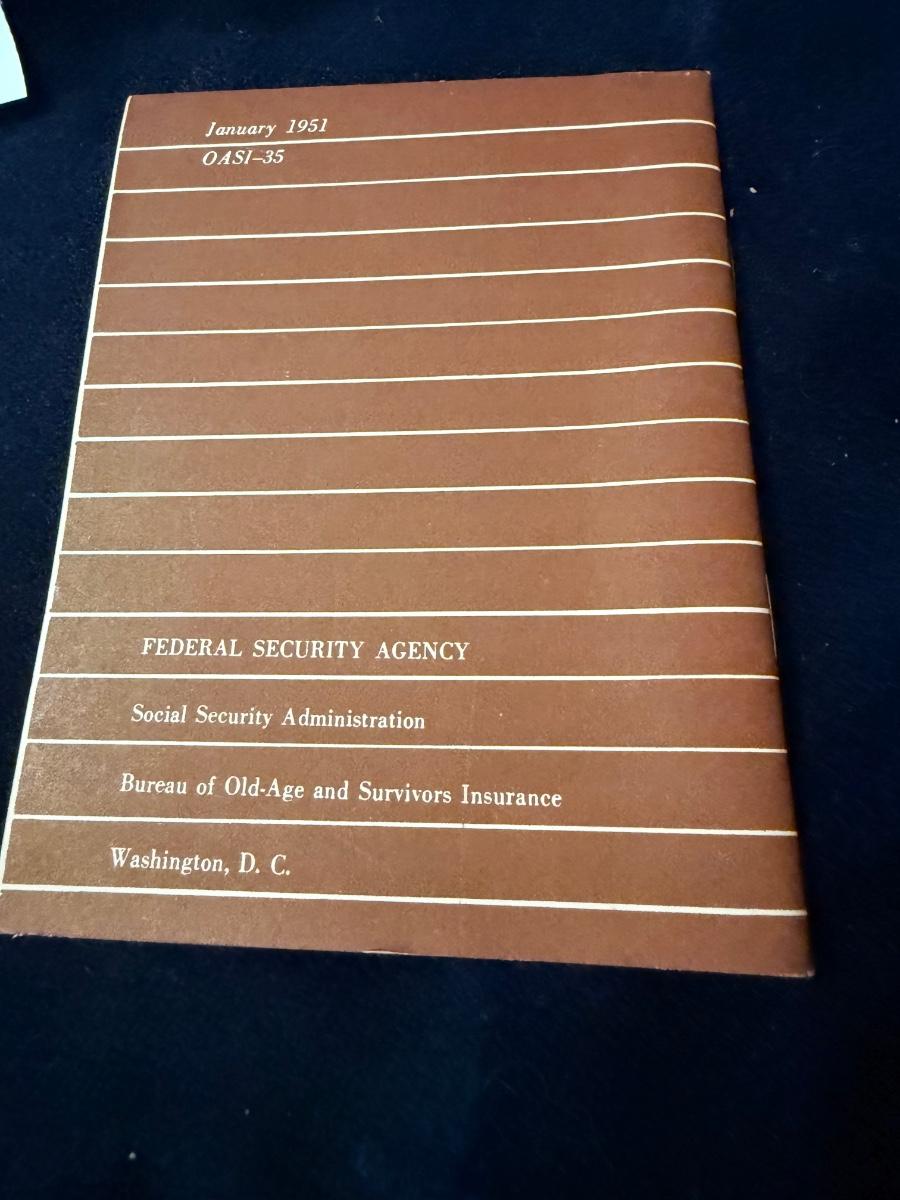 January 1951
OASI–35
FEDERAL SECURITY AGENCY
Social Security Administration
Bureau of Old-Age and Survivors Insurance
Washington, D. C.